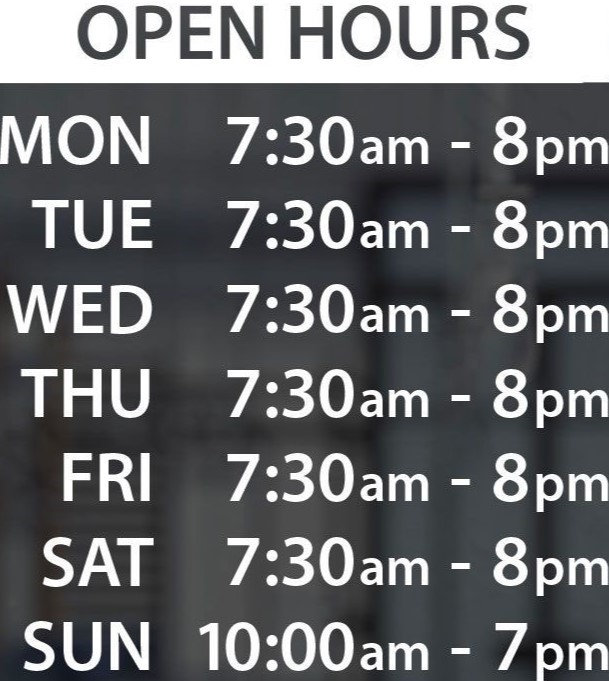 OPEN HOURS
MON 7:30am - 8pm
TUE 7:30am - 8pm
WED 7:30am - 8pm
THU 7:30am - 8pm
FRI 7:30am - 8pm
SAT 7:30am - 8pm
SUN 10:00am - 7pm